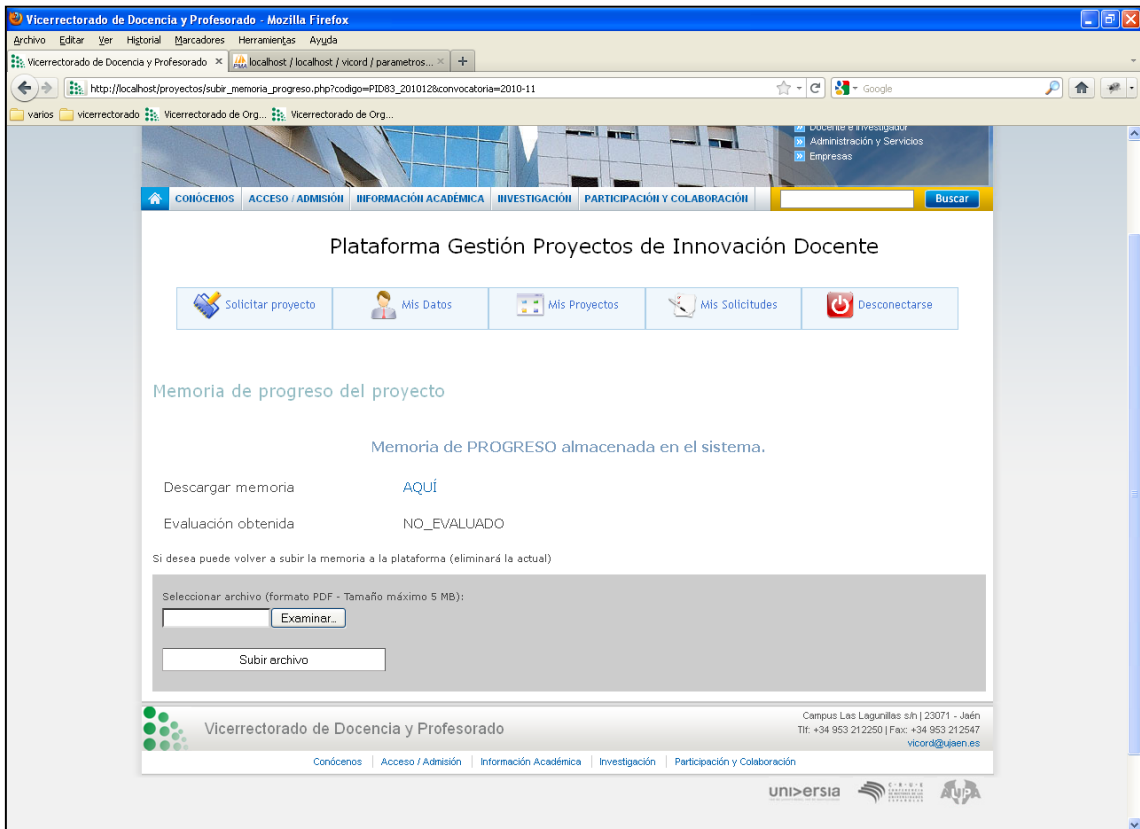 Vicerrectorado de Docencia y Profesorado - Mozilla Firefox
Archivo Editar Ver Historial Marcadores Herramientas Ayuda
Vicerrectorado de Docencia y Profesorado × localhost / localhost / vicord / parametros... × +
http://localhost/proyectos/subir_memoria_progreso.php?codigo=PID83_201012&convocatoria=2010-11 Google
varios vicerrectorado Vicerrectorado de Org... Vicerrectorado de Org...
Docente e Investigador
Administración y Servicios
Empresas
CONÓCENOS ACCESO / ADMISIÓN INFORMACIÓN ACADÉMICA INVESTIGACIÓN PARTICIPACIÓN Y COLABORACIÓN Buscar
Plataforma Gestión Proyectos de Innovación Docente
Solicitar proyecto Mis Datos Mis Proyectos Mis Solicitudes Desconectarse
Memoria de progreso del proyecto
Memoria de PROGRESO almacenada en el sistema.
Descargar memoria AQUÍ
Evaluación obtenida NO_EVALUADO
Si desea puede volver a subir la memoria a la plataforma (eliminará la actual)
Seleccionar archivo (formato PDF - Tamaño máximo 5 MB):
Examinar...
Subir archivo
Vicerrectorado de Docencia y Profesorado
Campus Las Lagunillas s/n | 23071 - Jaén
Tlf: +34 953 212250 | Fax: +34 953 212547
vicord@ujaen.es
Conócenos | Acceso / Admisión | Información Académica | Investigación | Participación y Colaboración
uni>ersia C·R·U·E AUPA